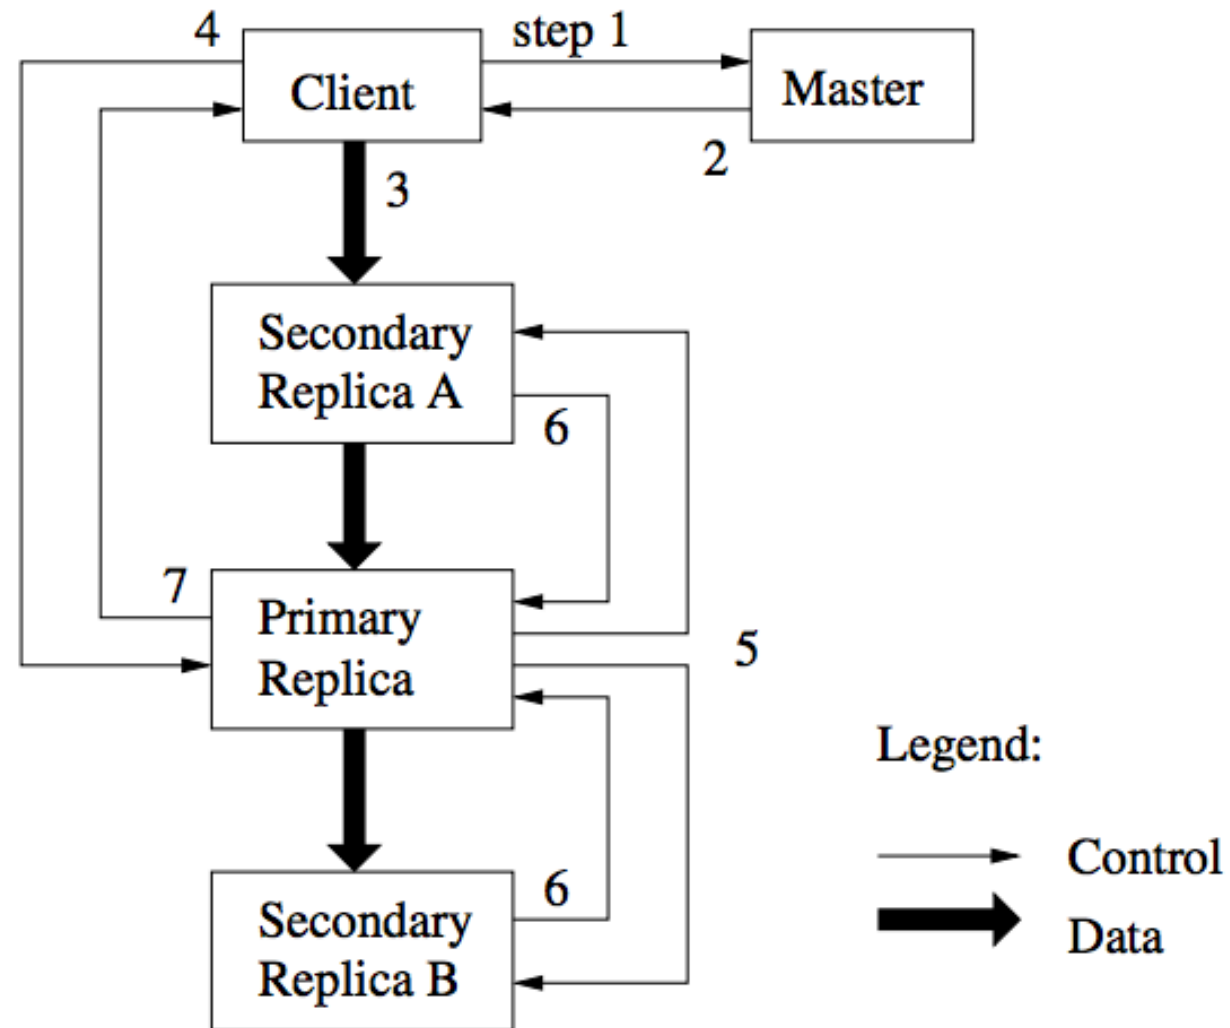 4
step 1
Client
Master
2
3
Secondary
Replica A
6
7
Primary
Replica
5
Legend:
Control
6
Secondary
Replica B
Data